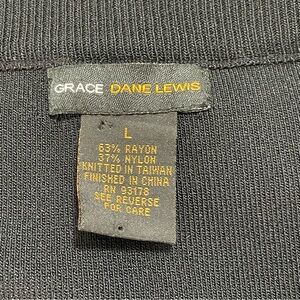 GRACE DANE LEWIS
L
63% RAYON
37% NYLON
KNITTED IN TAIWAN
FINISHED IN CHINA
RN 93178
SEE REVERSE
FOR CARE